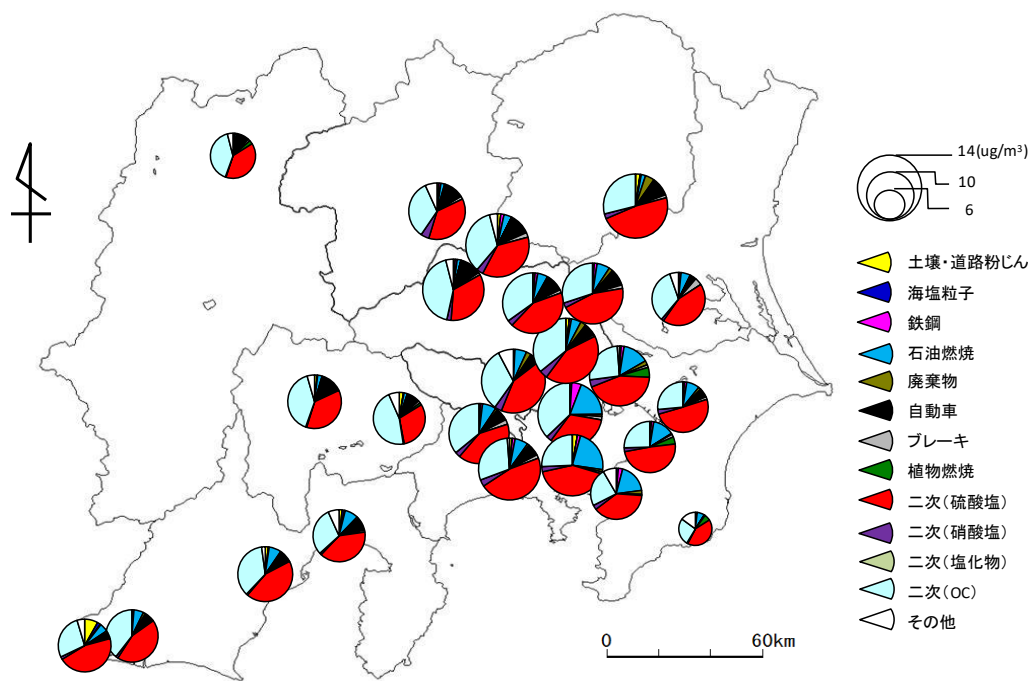 14(ug/m³)
10
6
土壌・道路粉じん
海塩粒子
鉄鋼
石油燃焼
廃棄物
自動車
ブレーキ
植物燃焼
二次(硫酸塩)
二次(硝酸塩)
二次(塩化物)
二次(OC)
その他
0 60km